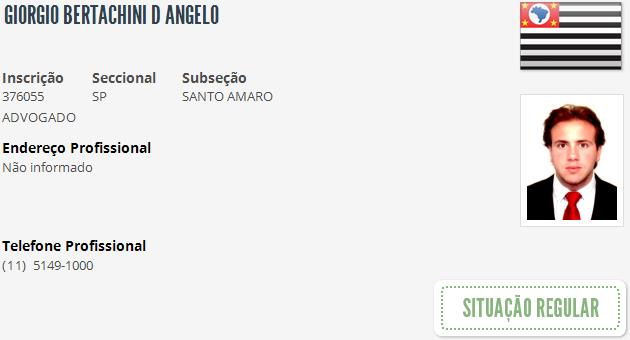 GIORGIO BERTACHINI D ANGELO
Inscrição Seccional Subseção
376055 SP SANTO AMARO
ADVOGADO
Endereço Profissional
Não informado
Telefone Profissional
(11) 5149-1000
SITUAÇÃO REGULAR